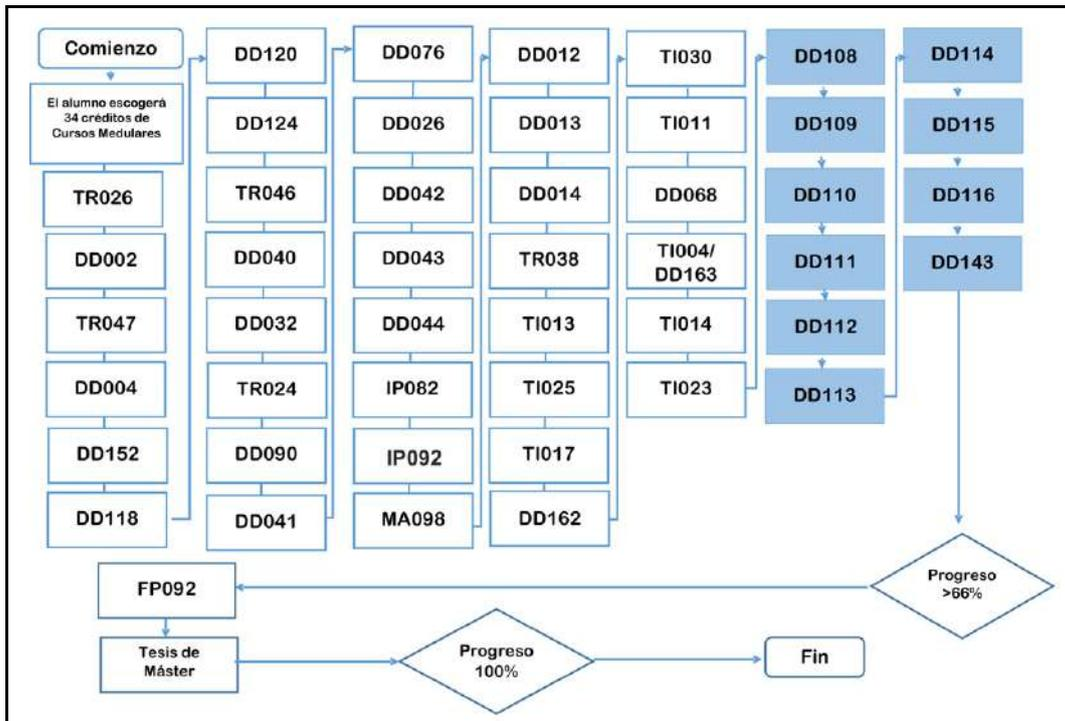 Comienzo
El alumno escogerá
34 créditos de
Cursos Medulares
TR026
DD002
TR047
DD004
DD152
DD118
DD120
DD124
TR046
DD040
DD032
TR024
DD090
DD041
DD076
DD026
DD042
DD043
DD044
IP082
IP092
MA098
DD012
DD013
DD014
TR038
TI013
TI025
TI017
DD162
TI030
TI011
DD068
TI004/
DD163
TI014
TI023
DD108
DD109
DD110
DD111
DD112
DD113
DD114
DD115
DD116
DD143
Progreso
>66%
FP092
Tesis de
Máster
Progreso
100%
Fin